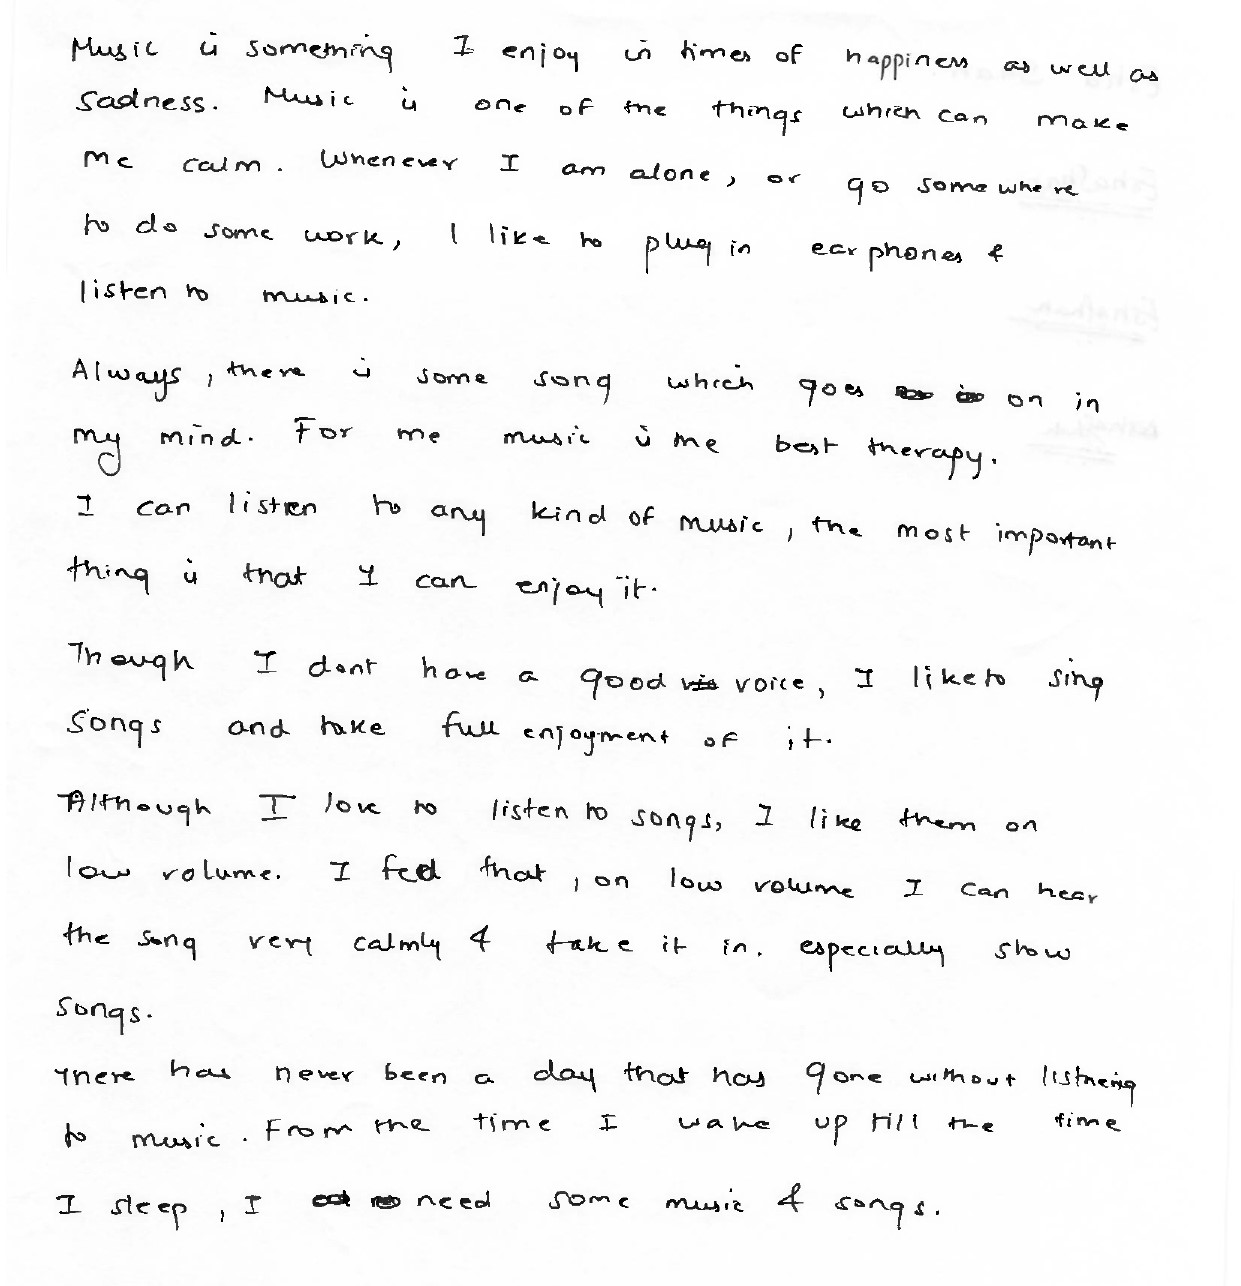 Music is something I enjoy in times of happiness as well as
Sadness. Music is one of the things which can make
me calm. Whenever I am alone, or go somewhere
to do some work, I like to plug in earphones &
listen to music.
Always, there is some song which goes on in
my mind. For me music is the best therapy.
I can listen to any kind of music, the most important
thing is that I can enjoy it.
Though I dont have a good voice, I like to sing
Songs and take full enjoyment of it.
Although I love to listen to songs, I like them on
low volume. I feel that, on low volume I can hear
the song very calmly & take it in. especially slow
songs.
There has never been a day that has gone without listneing
to music. From the time I wake up till the time
I sleep, I need some music & songs.